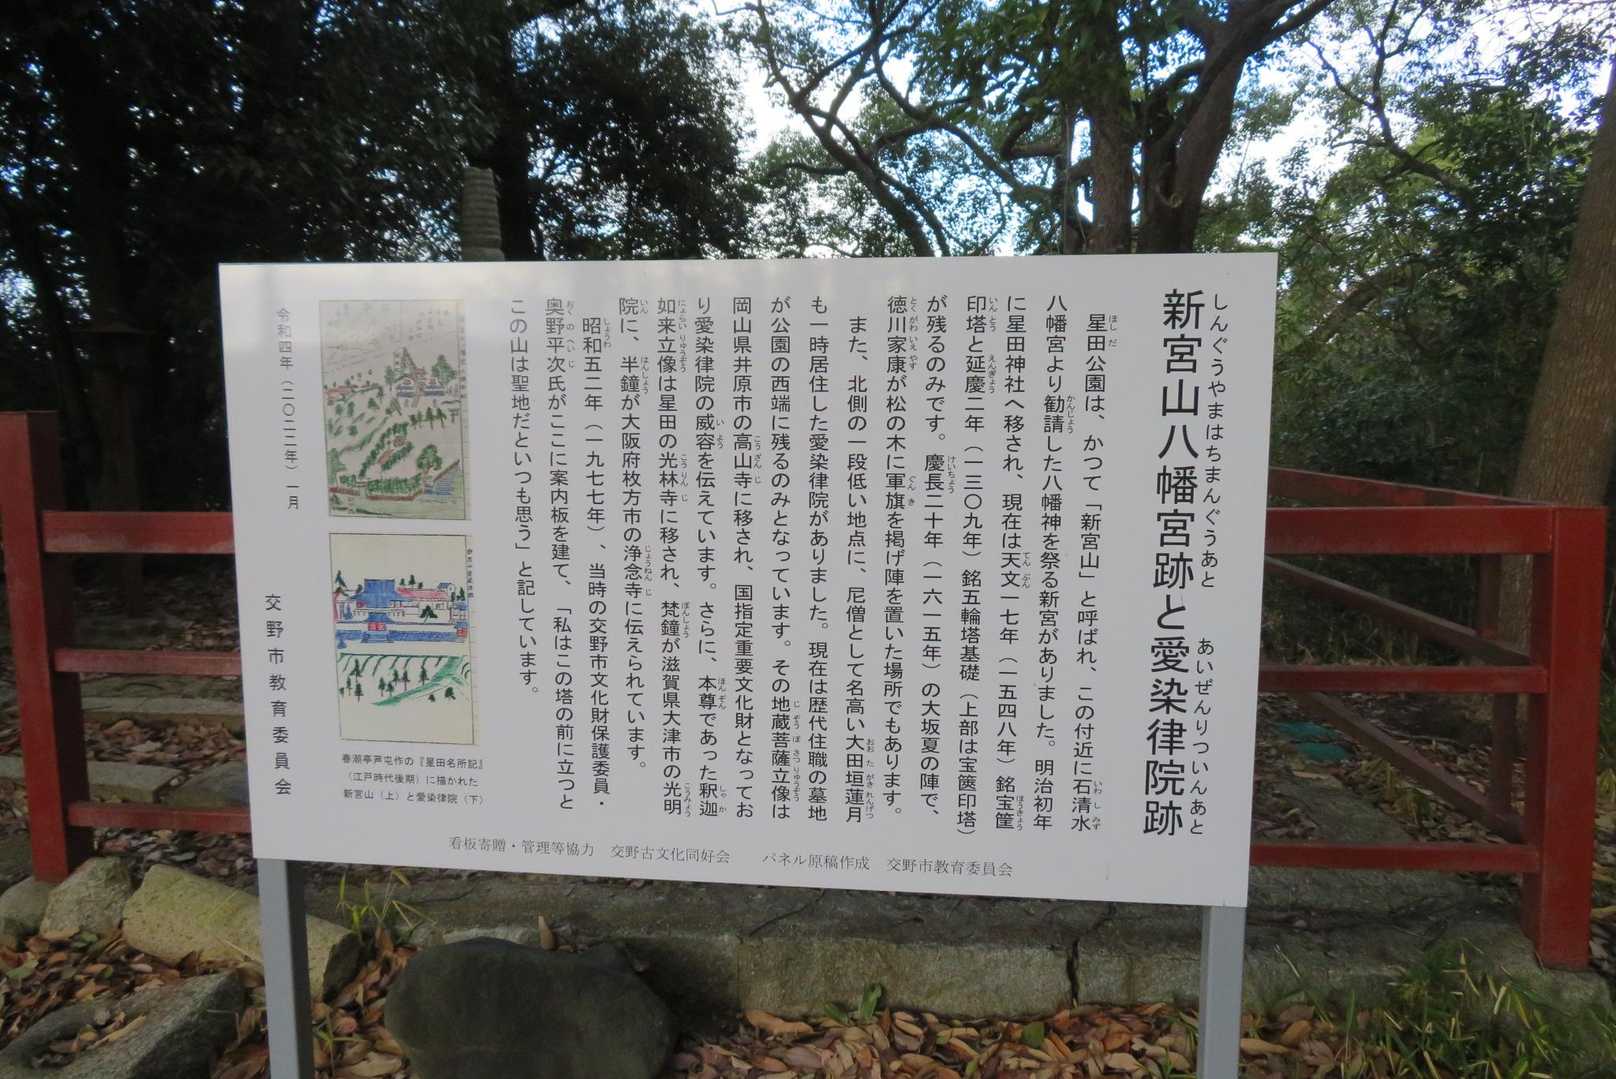 しんぐうやまはちまんぐうあと　あいぜんりついんあと
新宮山八幡宮跡と愛染律院跡
星田公園は、かつて「新宮山」と呼ばれ、この付近に石清水
八幡宮より勧請した八幡神を祭る新宮がありました。明治初年
に星田神社へ移され、現在は天文一七年（一五四八年）銘宝篋
印塔と延慶二年（一三〇九年）銘五輪塔基礎（上部は宝篋印塔）
が残るのみです。慶長二十年（一六一五年）の大坂夏の陣で、
徳川家康が松の木に軍旗を掲げ陣を置いた場所でもあります。
また、北側の一段低い地点に、尼僧として名高い大田垣蓮月
も一時居住した愛染律院がありました。現在は歴代住職の墓地
が公園の西端に残るのみとなっています。その地蔵菩薩立像は
岡山県井原市の高山寺に移され、国指定重要文化財となってお
り愛染律院の威容を伝えています。さらに、本尊であった釈迦
如来立像は星田の光林寺に移され、梵鐘が滋賀県大津市の光明
院に、半鐘が大阪府枚方市の浄念寺に伝えられています。
昭和五二年（一九七七年）、当時の交野市文化財保護委員・
奥野平次氏がここに案内板を建て、「私はこの塔の前に立つと
この山は聖地だといつも思う」と記しています。
春瀬亭芦屯作の『星田名所記』
（江戸時代後期）に描かれた
新宮山（上）と愛染律院（下）
令和四年（二〇二二年）一月
交野市教育委員会
看板寄贈・管理等協力　交野古文化同好会　パネル原稿作成　交野市教育委員会